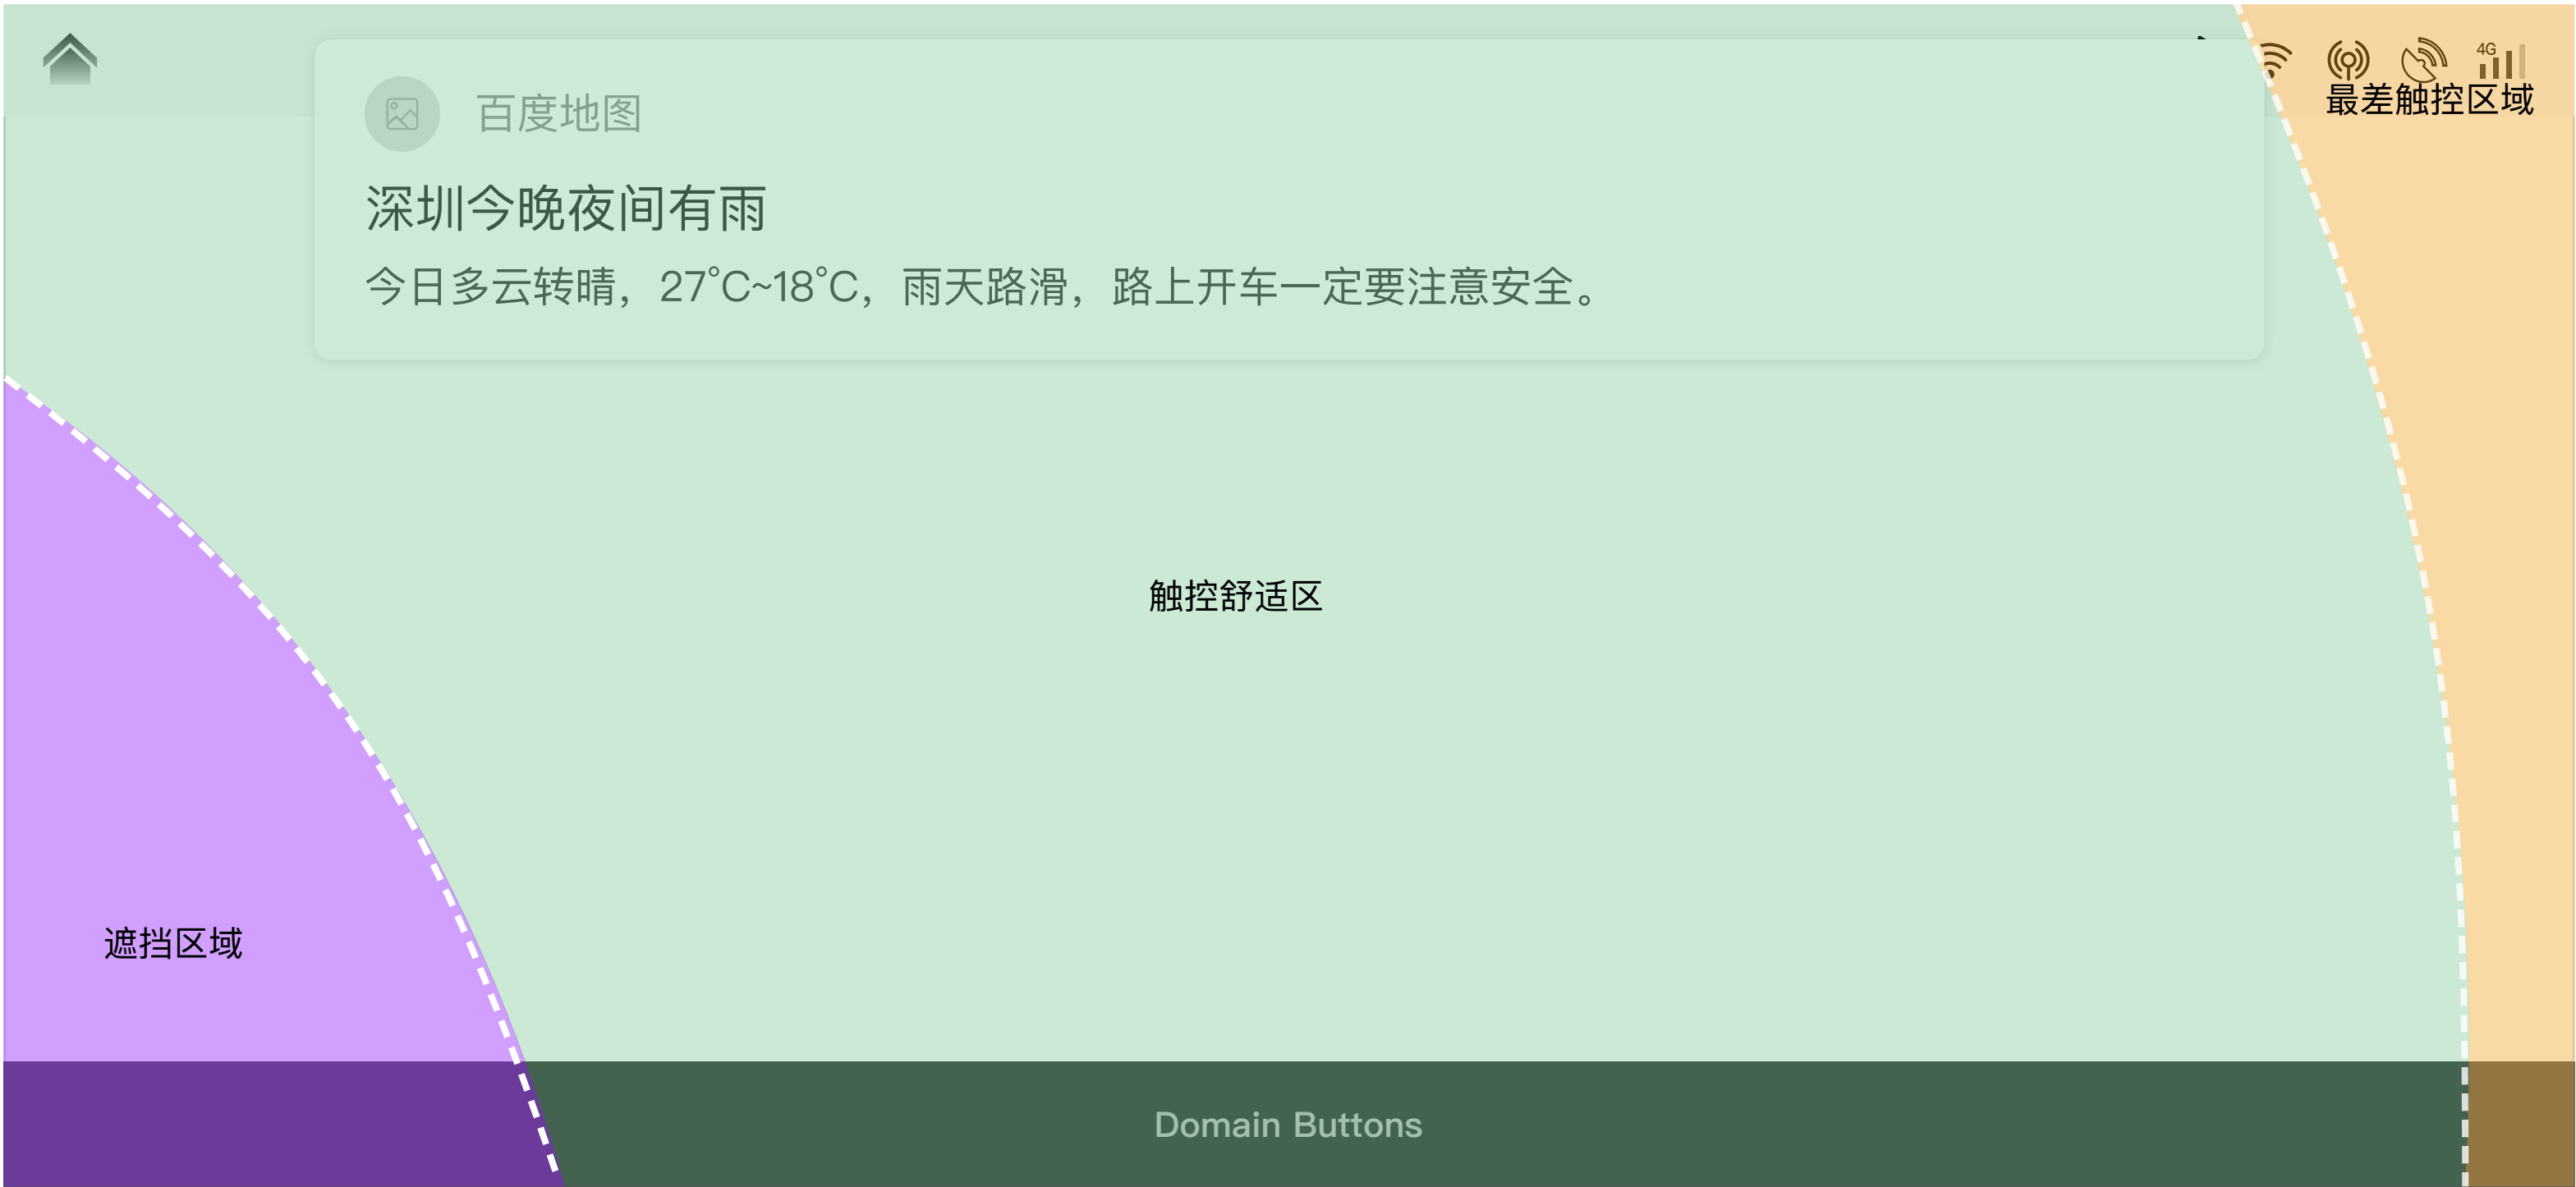 4G
最差触控区域
百度地图
深圳今晚夜间有雨
今日多云转晴，27°C~18°C，雨天路滑，路上开车一定要注意安全。
触控舒适区
遮挡区域
Domain Buttons